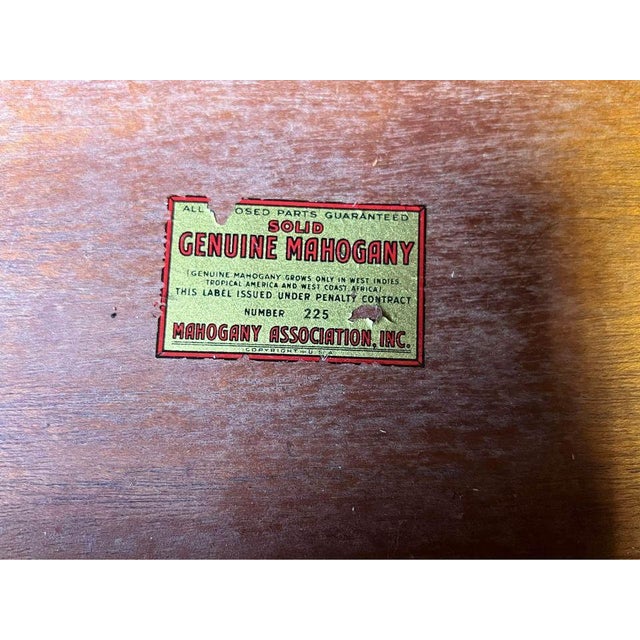 ALL OSED PARTS GUARANTEED
SOLID
GENUINE MAHOGANY
(GENUINE MAHOGANY GROWS ONLY IN WEST INDIES
TROPICAL AMERICA AND WEST COAST, AFRICA)
THIS LABEL ISSUED UNDER PENALTY CONTRACT
NUMBER 225
MAHOGANY ASSOCIATION, INC.
COPYRIGHT - U.S.A.